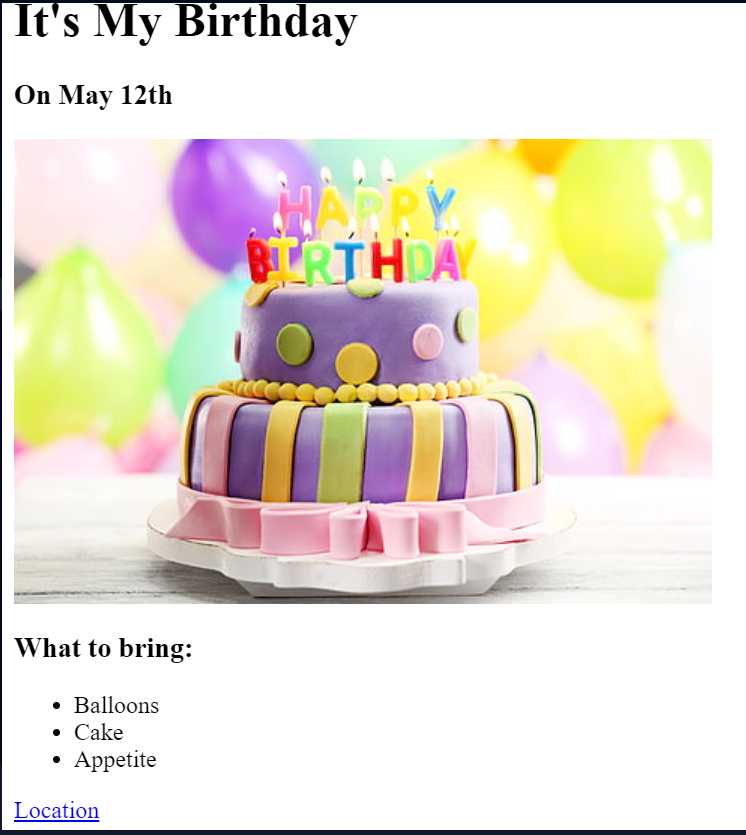 It's My Birthday
On May 12th
HAPPY
BIRTHDAY
What to bring:
Balloons
Cake
Appetite
Location